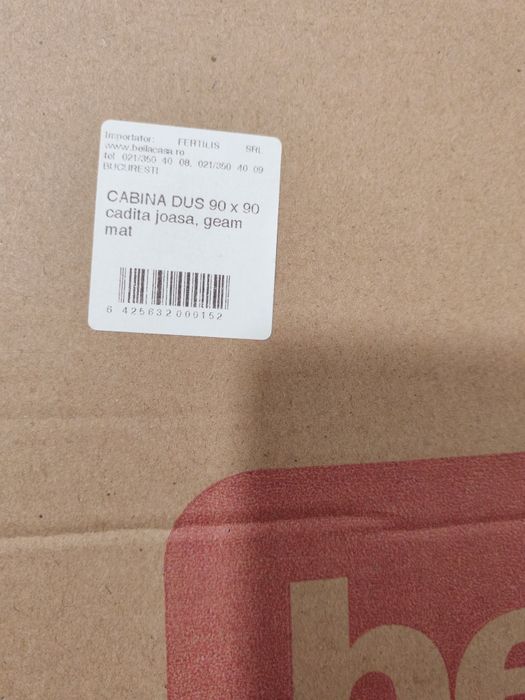 Importator: FERTILIS SRL
www.bellacasa.ro
tel 021/350 40 08, 021/350 40 09
BUCURESTI
CABINA DUS 90 x 90
cadita joasa, geam
mat
6 425632 000152
be